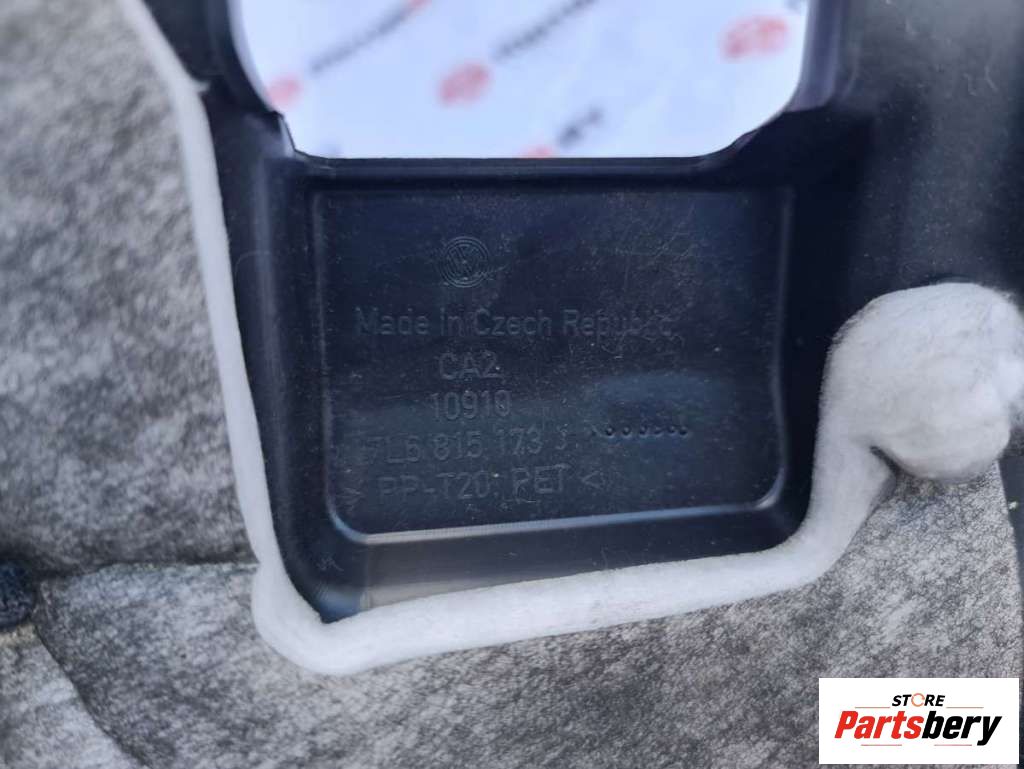 Made in Czech Republic
CA2
10910
7L6 815 173
PP-T20, PET <
STORE
Partsbery